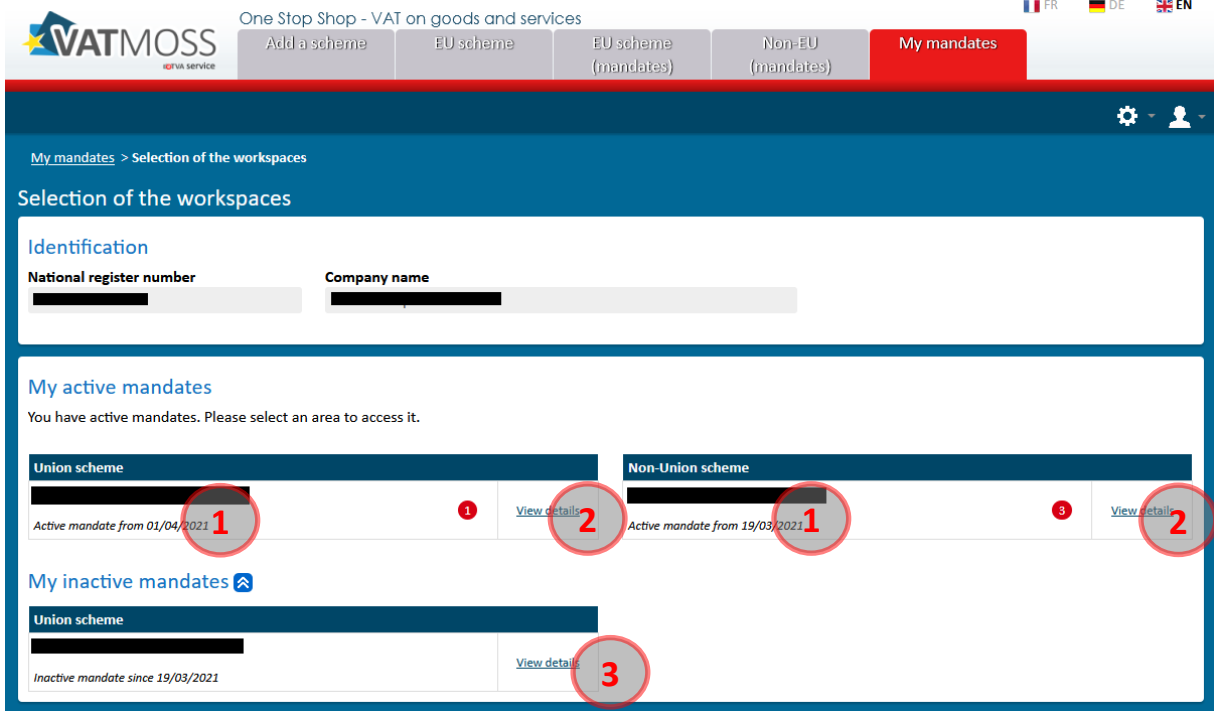 FR DE EN
VATMOSS
eTVA service
One Stop Shop - VAT on goods and services
Add a scheme EU scheme EU scheme (mandates) Non-EU (mandates) My mandates
My mandates > Selection of the workspaces
Selection of the workspaces
Identification
National register number Company name
My active mandates
You have active mandates. Please select an area to access it.
Union scheme Non-Union scheme
1 View details 3 View details
Active mandate from 01/04/2021 1 2 Active mandate from 19/03/2021 1 2
My inactive mandates
Union scheme
View details
Inactive mandate since 19/03/2021 3